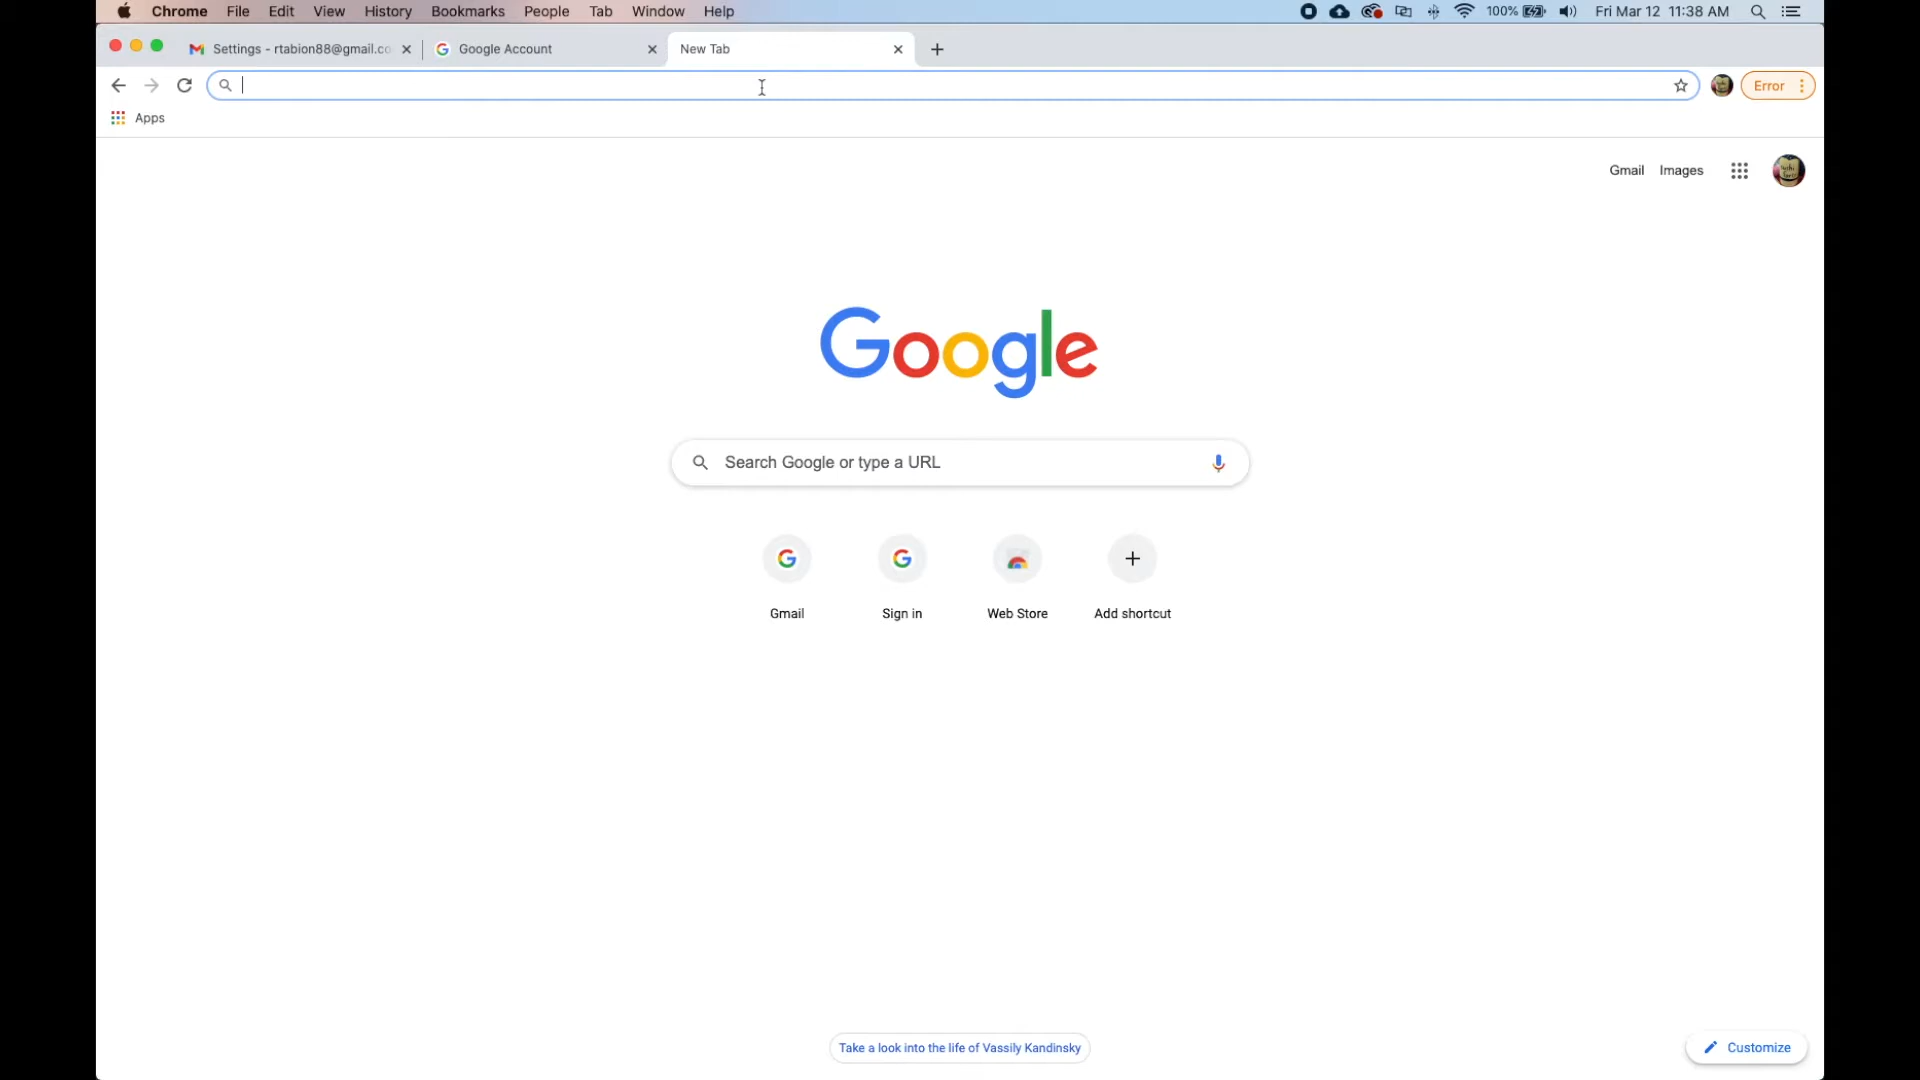 Chrome File Edit View History Bookmarks People Tab Window Help 100% Fri Mar 12 11:38 AM
Settings - rtabion88@gmail.co Google Account New Tab
Error
Apps
Gmail Images
Google
Search Google or type a URL
Gmail Sign in Web Store Add shortcut
Take a look into the life of Vassily Kandinsky
Customize